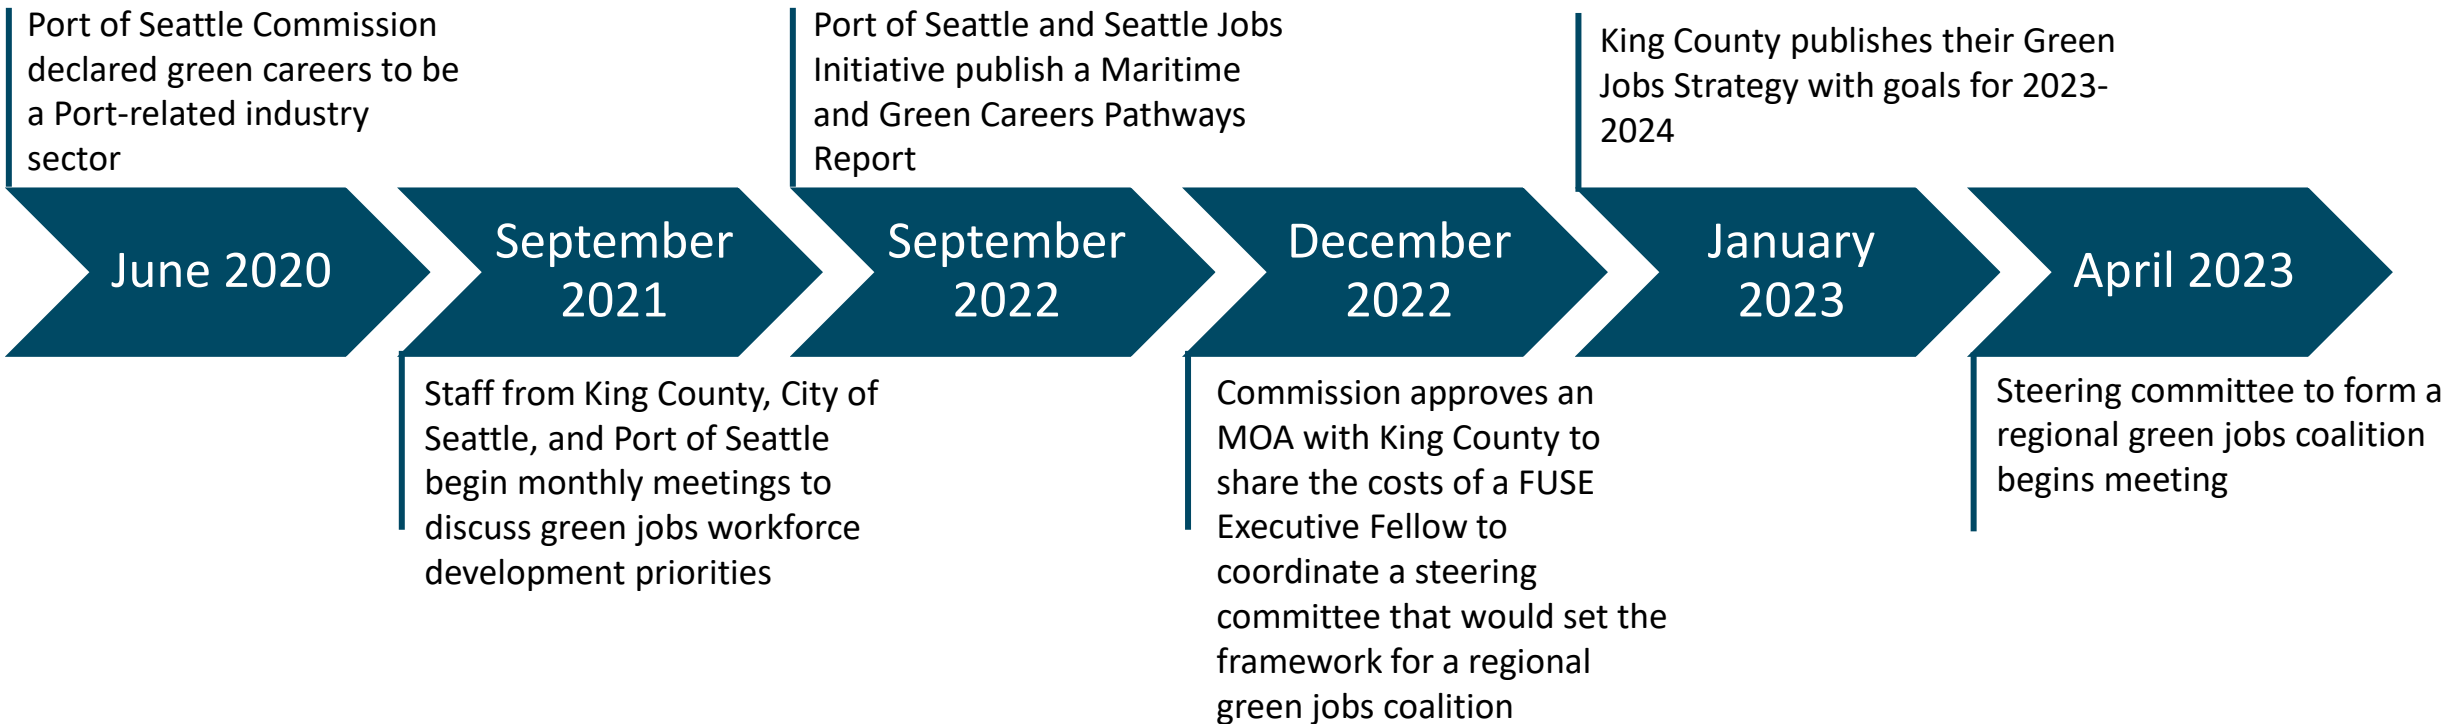 Port of Seattle Commission
declared green careers to be
a Port-related industry
sector
Port of Seattle and Seattle Jobs
Initiative publish a Maritime
and Green Careers Pathways
Report
King County publishes their Green
Jobs Strategy with goals for 2023-
2024
June 2020
September
2021
September
2022
December
2022
January
2023
April 2023
Staff from King County, City of
Seattle, and Port of Seattle
begin monthly meetings to
discuss green jobs workforce
development priorities
Commission approves an
MOA with King County to
share the costs of a FUSE
Executive Fellow to
coordinate a steering
committee that would set the
framework for a regional
green jobs coalition
Steering committee to form a
regional green jobs coalition
begins meeting